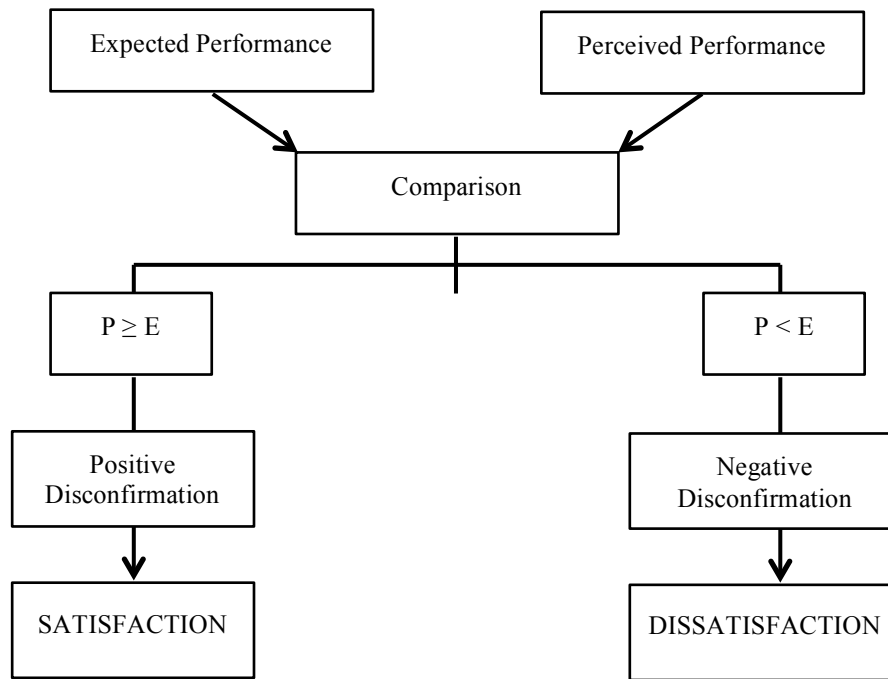 Expected Performance
Perceived Performance
Comparison
P ≥ E
P < E
Positive
Disconfirmation
Negative
Disconfirmation
SATISFACTION
DISSATISFACTION